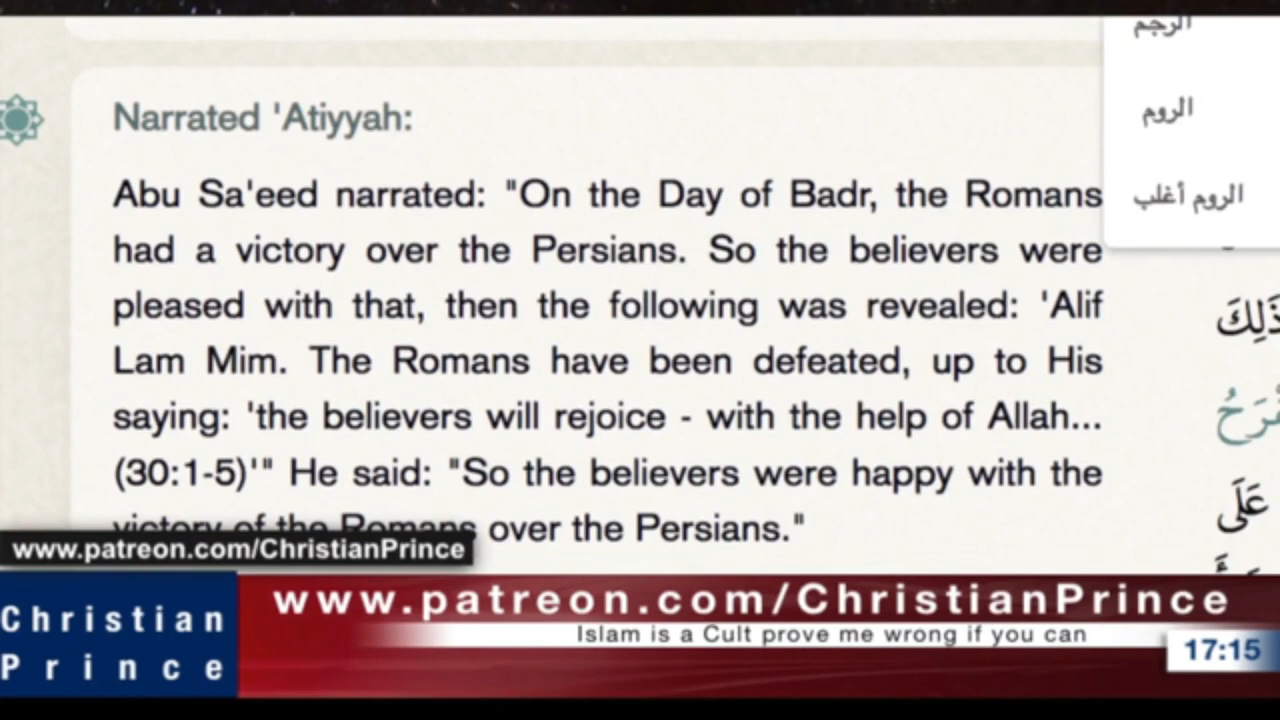 الرجم
الروم
الروم أغلب
Narrated 'Atiyyah:
Abu Sa'eed narrated: "On the Day of Badr, the Romans
had a victory over the Persians. So the believers were
pleased with that, then the following was revealed: 'Alif
Lam Mim. The Romans have been defeated, up to His
saying: 'the believers will rejoice - with the help of Allah...
(30:1-5)'" He said: "So the believers were happy with the
victory of the Romans over the Persians."
ذَلِكَ
عَلَى
www.patreon.com/ChristianPrince
Christian
Prince
www.patreon.com/ChristianPrince
Islam is a Cult prove me wrong if you can
17:15